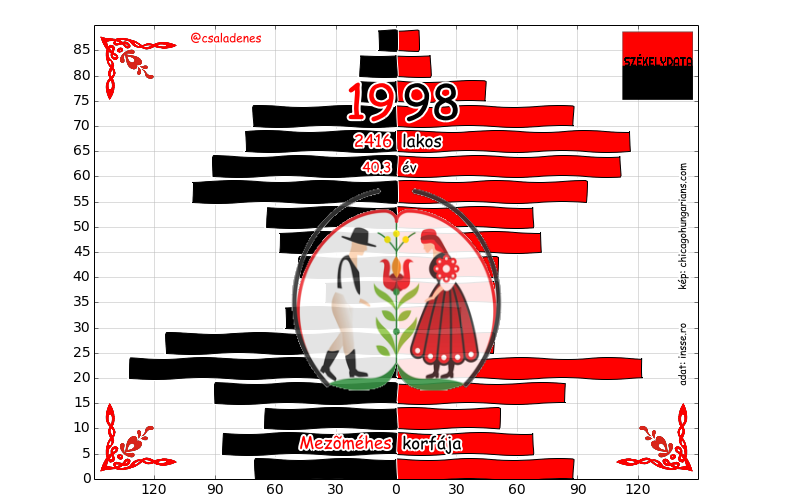 @csaladenes
SZÉKELYDATA
1998
2416 lakos
40.3 év
kép: chicagohungarians.com
adat: insse.ro
Mezőméhes korfája
85
80
75
70
65
60
55
50
45
40
35
30
25
20
15
10
5
0
120 90 60 30 0 30 60 90 120